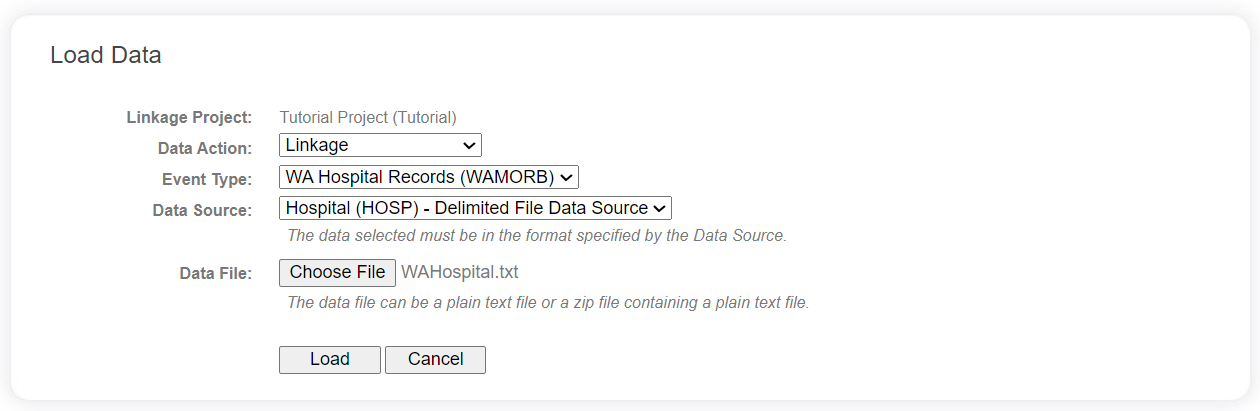 Load Data
Linkage Project: Tutorial Project (Tutorial)
Data Action: Linkage
Event Type: WA Hospital Records (WAMORB)
Data Source: Hospital (HOSP) - Delimited File Data Source
The data selected must be in the format specified by the Data Source.
Data File: Choose File WAHospital.txt
The data file can be a plain text file or a zip file containing a plain text file.
Load Cancel